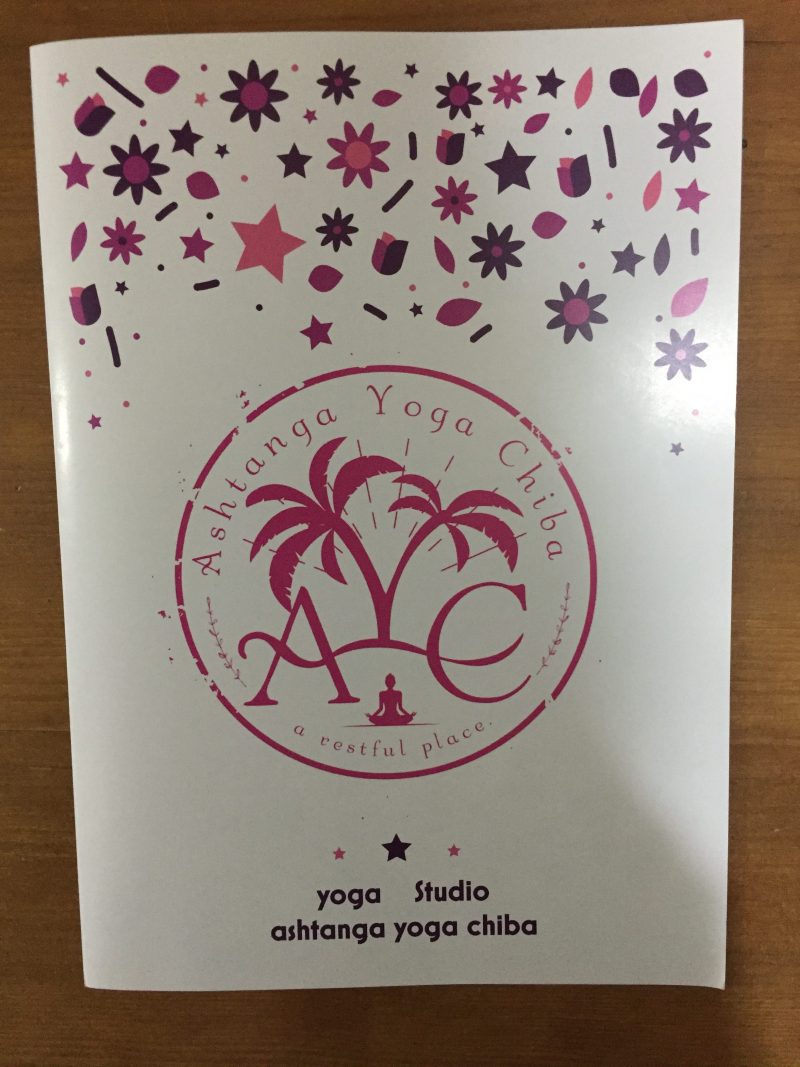 Ashtanga Yoga Chiba
AYC
a restful place.
yoga Studio
ashtanga yoga chiba